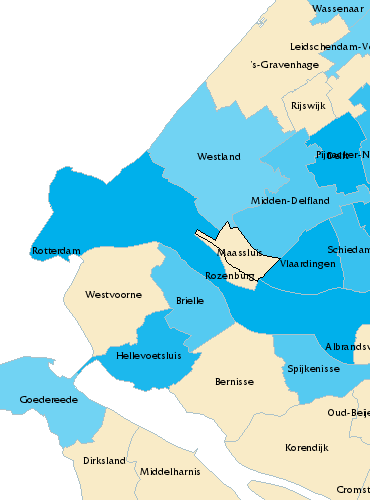 Wassenaar
Leidschendam-Vo
's-Gravenhage
Rijswijk
Pijnacker-N
Delft
Westland
Midden-Delfland
Rotterdam
Maassluis
Schiedam
Vlaardingen
Rozenburg
Westvoorne
Brielle
Hellevoetsluis
Albrandsw
Spijkenisse
Bernisse
Goedereede
Oud-Beije
Korendijk
Dirksland
Middelharnis
Cromst